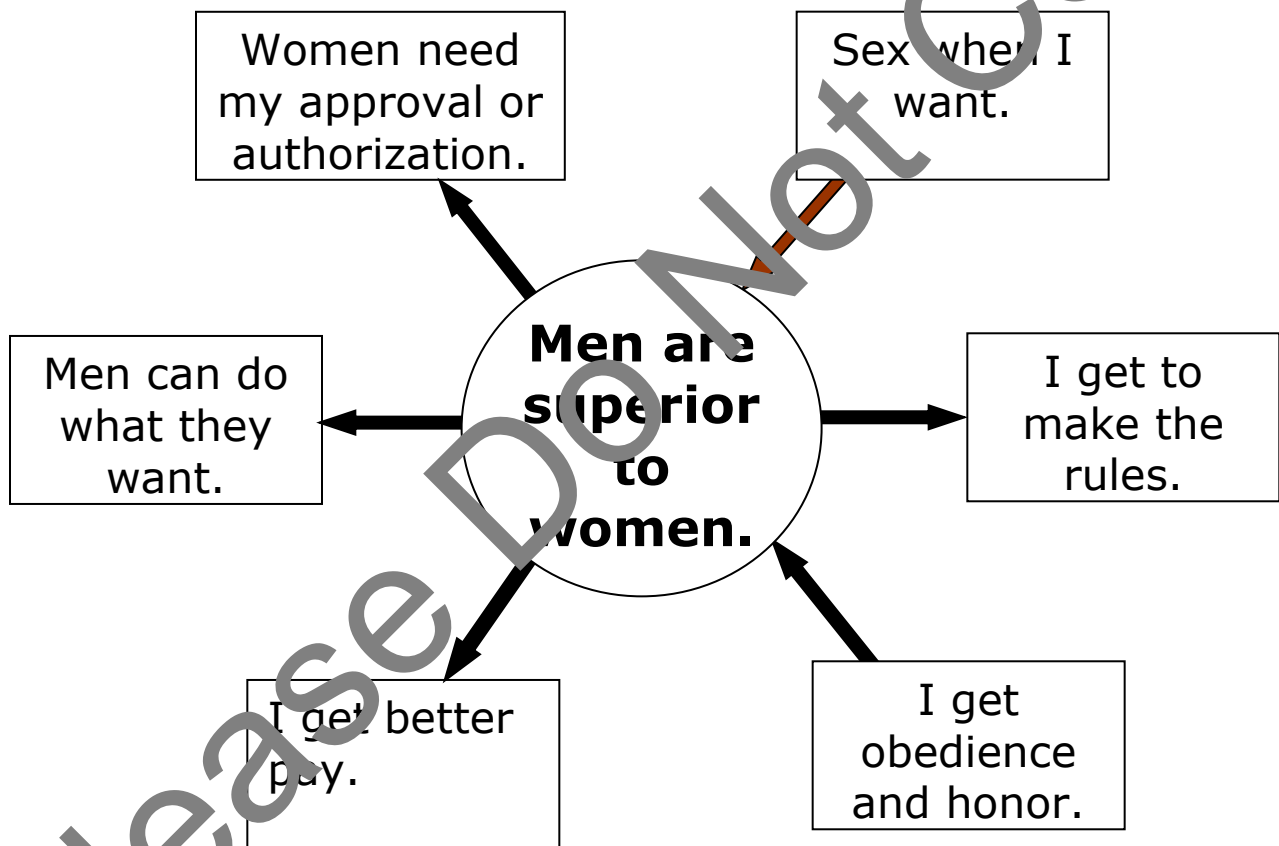 Women need
my approval or
authorization.
Sex when I
want.
Men can do
what they
want.
Men are
superior
to
women.
I get to
make the
rules.
I get better
pay.
I get
obedience
and honor.
Do Not